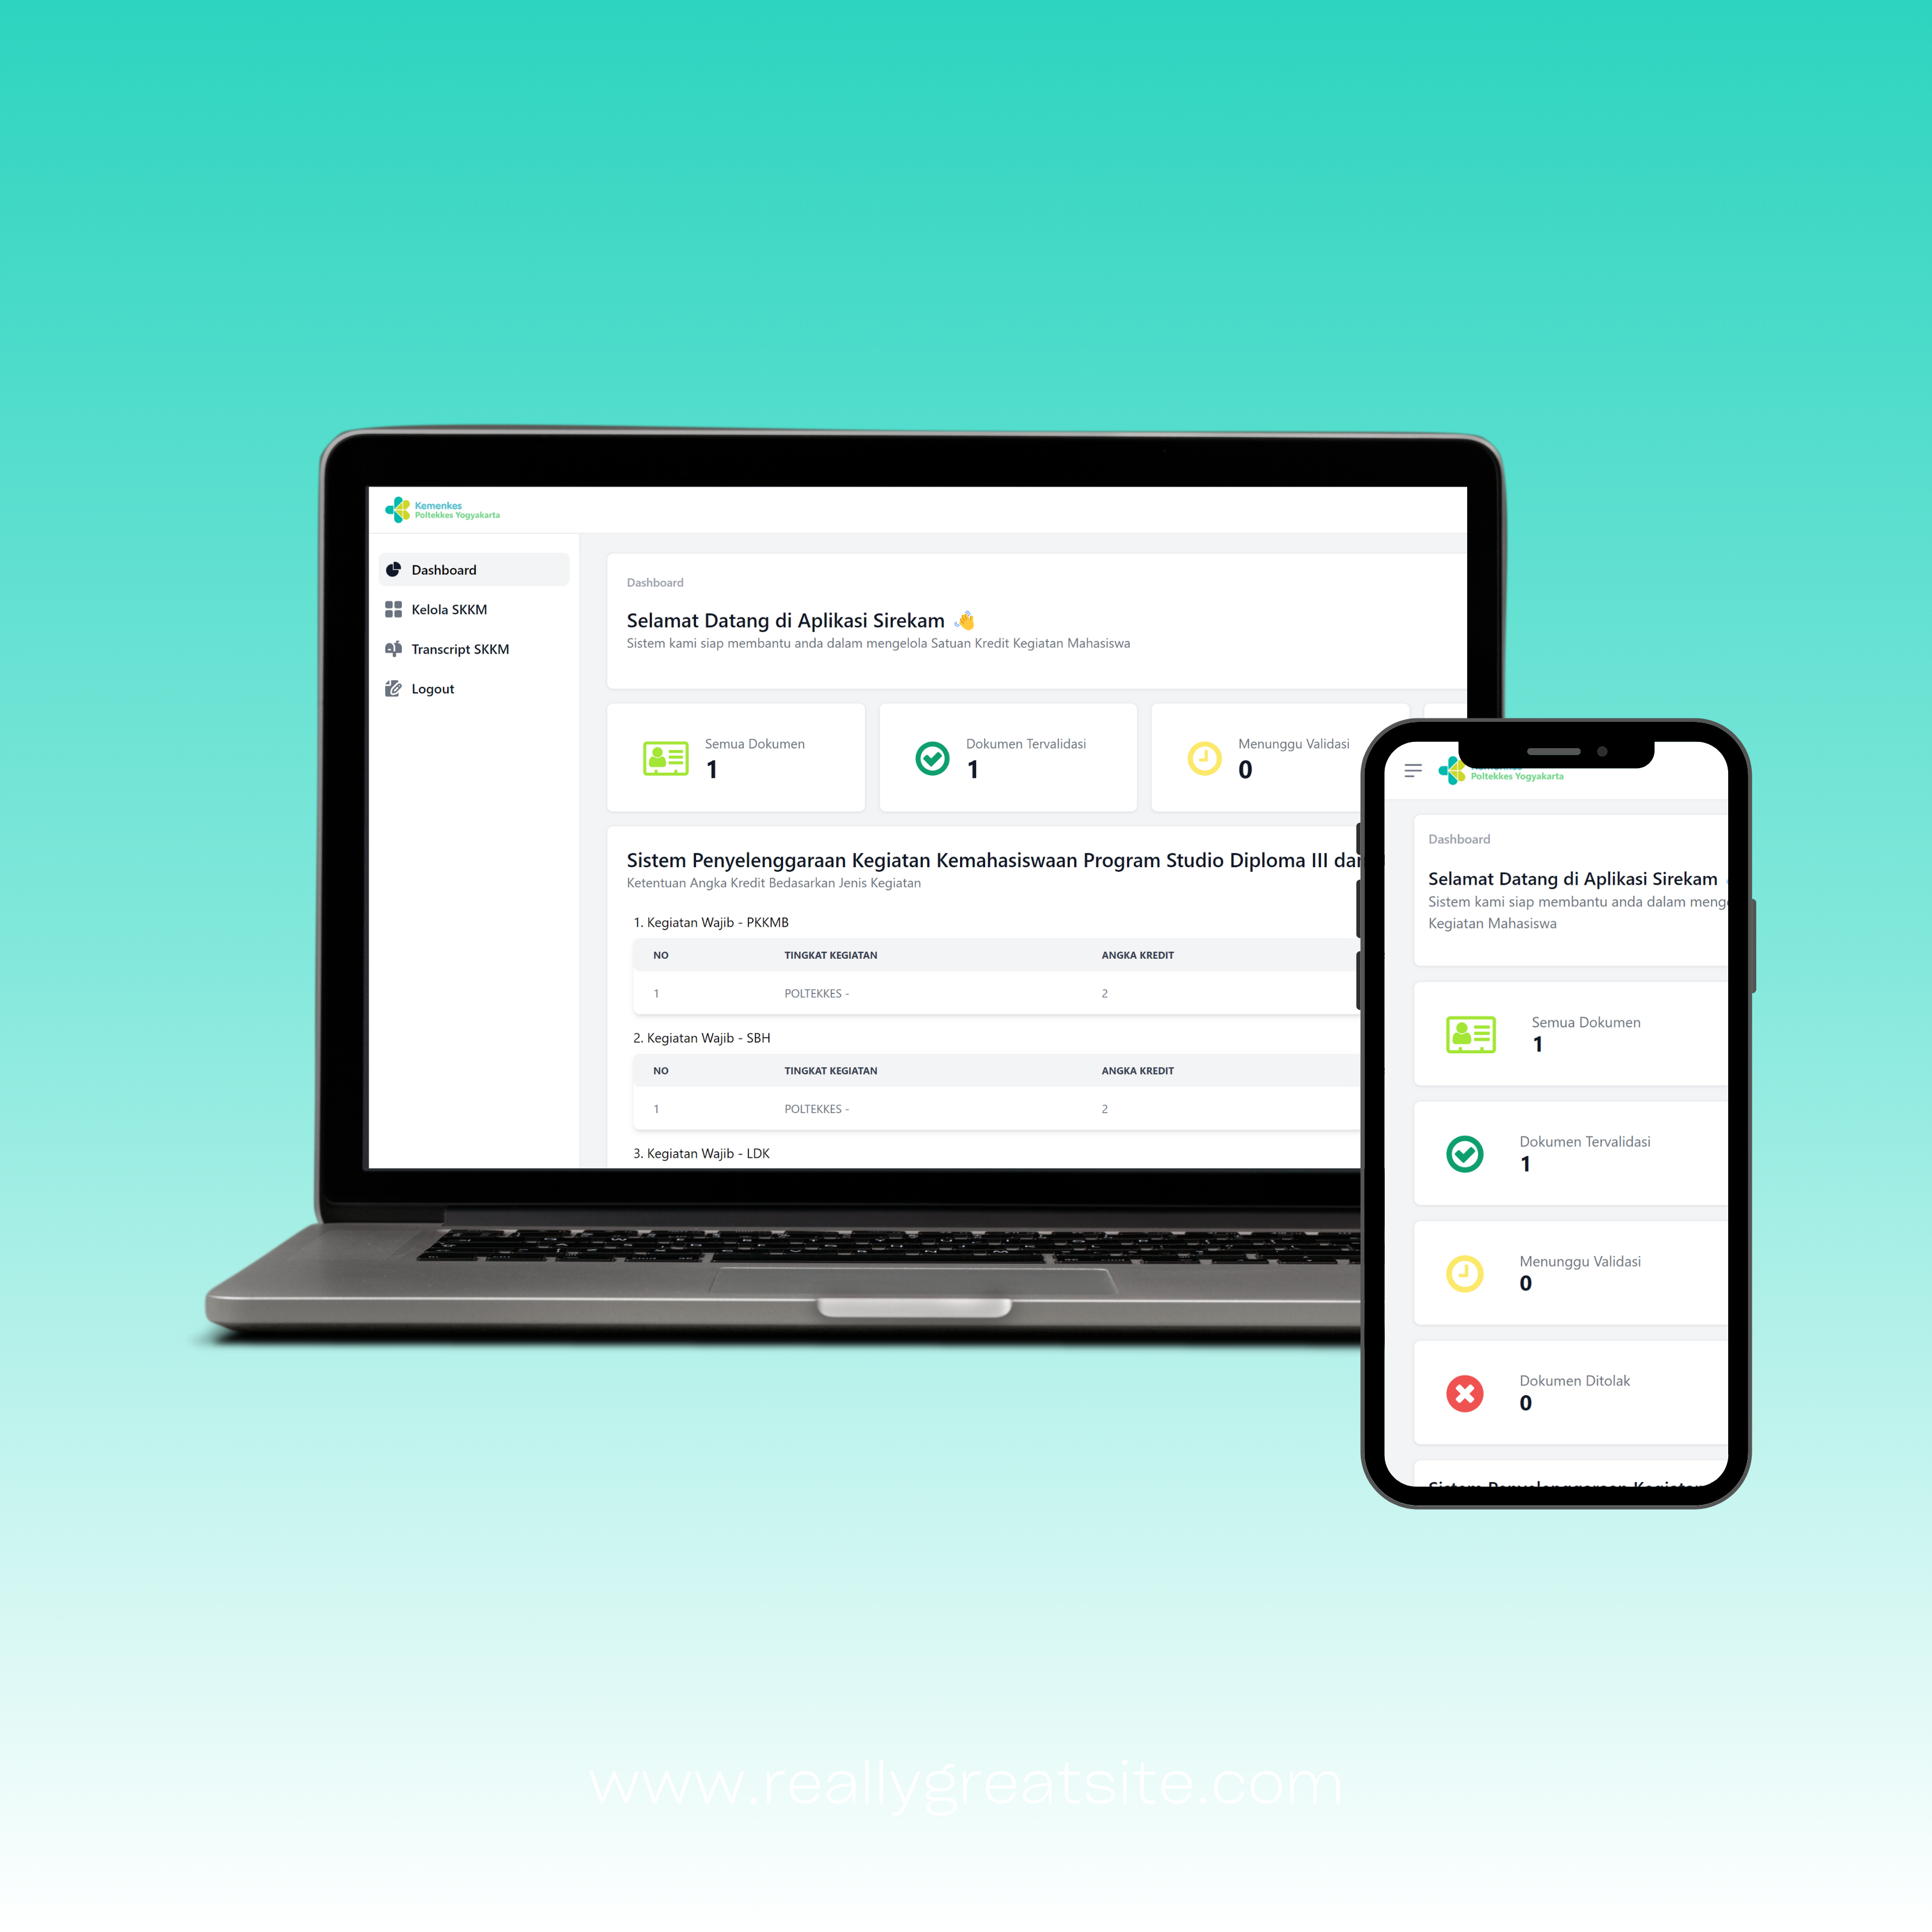 Kemenkes
Poltekkes Yogyakarta
Dashboard
Kelola SKKM
Transcript SKKM
Logout
Dashboard
Selamat Datang di Aplikasi Sirekam 👋
Sistem kami siap membantu anda dalam mengelola Satuan Kredit Kegiatan Mahasiswa
Semua Dokumen
1
Dokumen Tervalidasi
1
Menunggu Validasi
0
Sistem Penyelenggaraan Kegiatan Kemahasiswaan Program Studio Diploma III dar
Ketentuan Angka Kredit Bedasarkan Jenis Kegiatan
1. Kegiatan Wajib - PKKMB
NO TINGKAT KEGIATAN ANGKA KREDIT
1 POLTEKKES - 2
2. Kegiatan Wajib - SBH
NO TINGKAT KEGIATAN ANGKA KREDIT
1 POLTEKKES - 2
3. Kegiatan Wajib - LDK
Poltekkes Yogyakarta
Dashboard
Selamat Datang di Aplikasi Sirekam
Sistem kami siap membantu anda dalam menge
Kegiatan Mahasiswa
Semua Dokumen
1
Dokumen Tervalidasi
1
Menunggu Validasi
0
Dokumen Ditolak
0
Sistem Penyelenggaraan Kegiatan
www.reallygreatsite.com